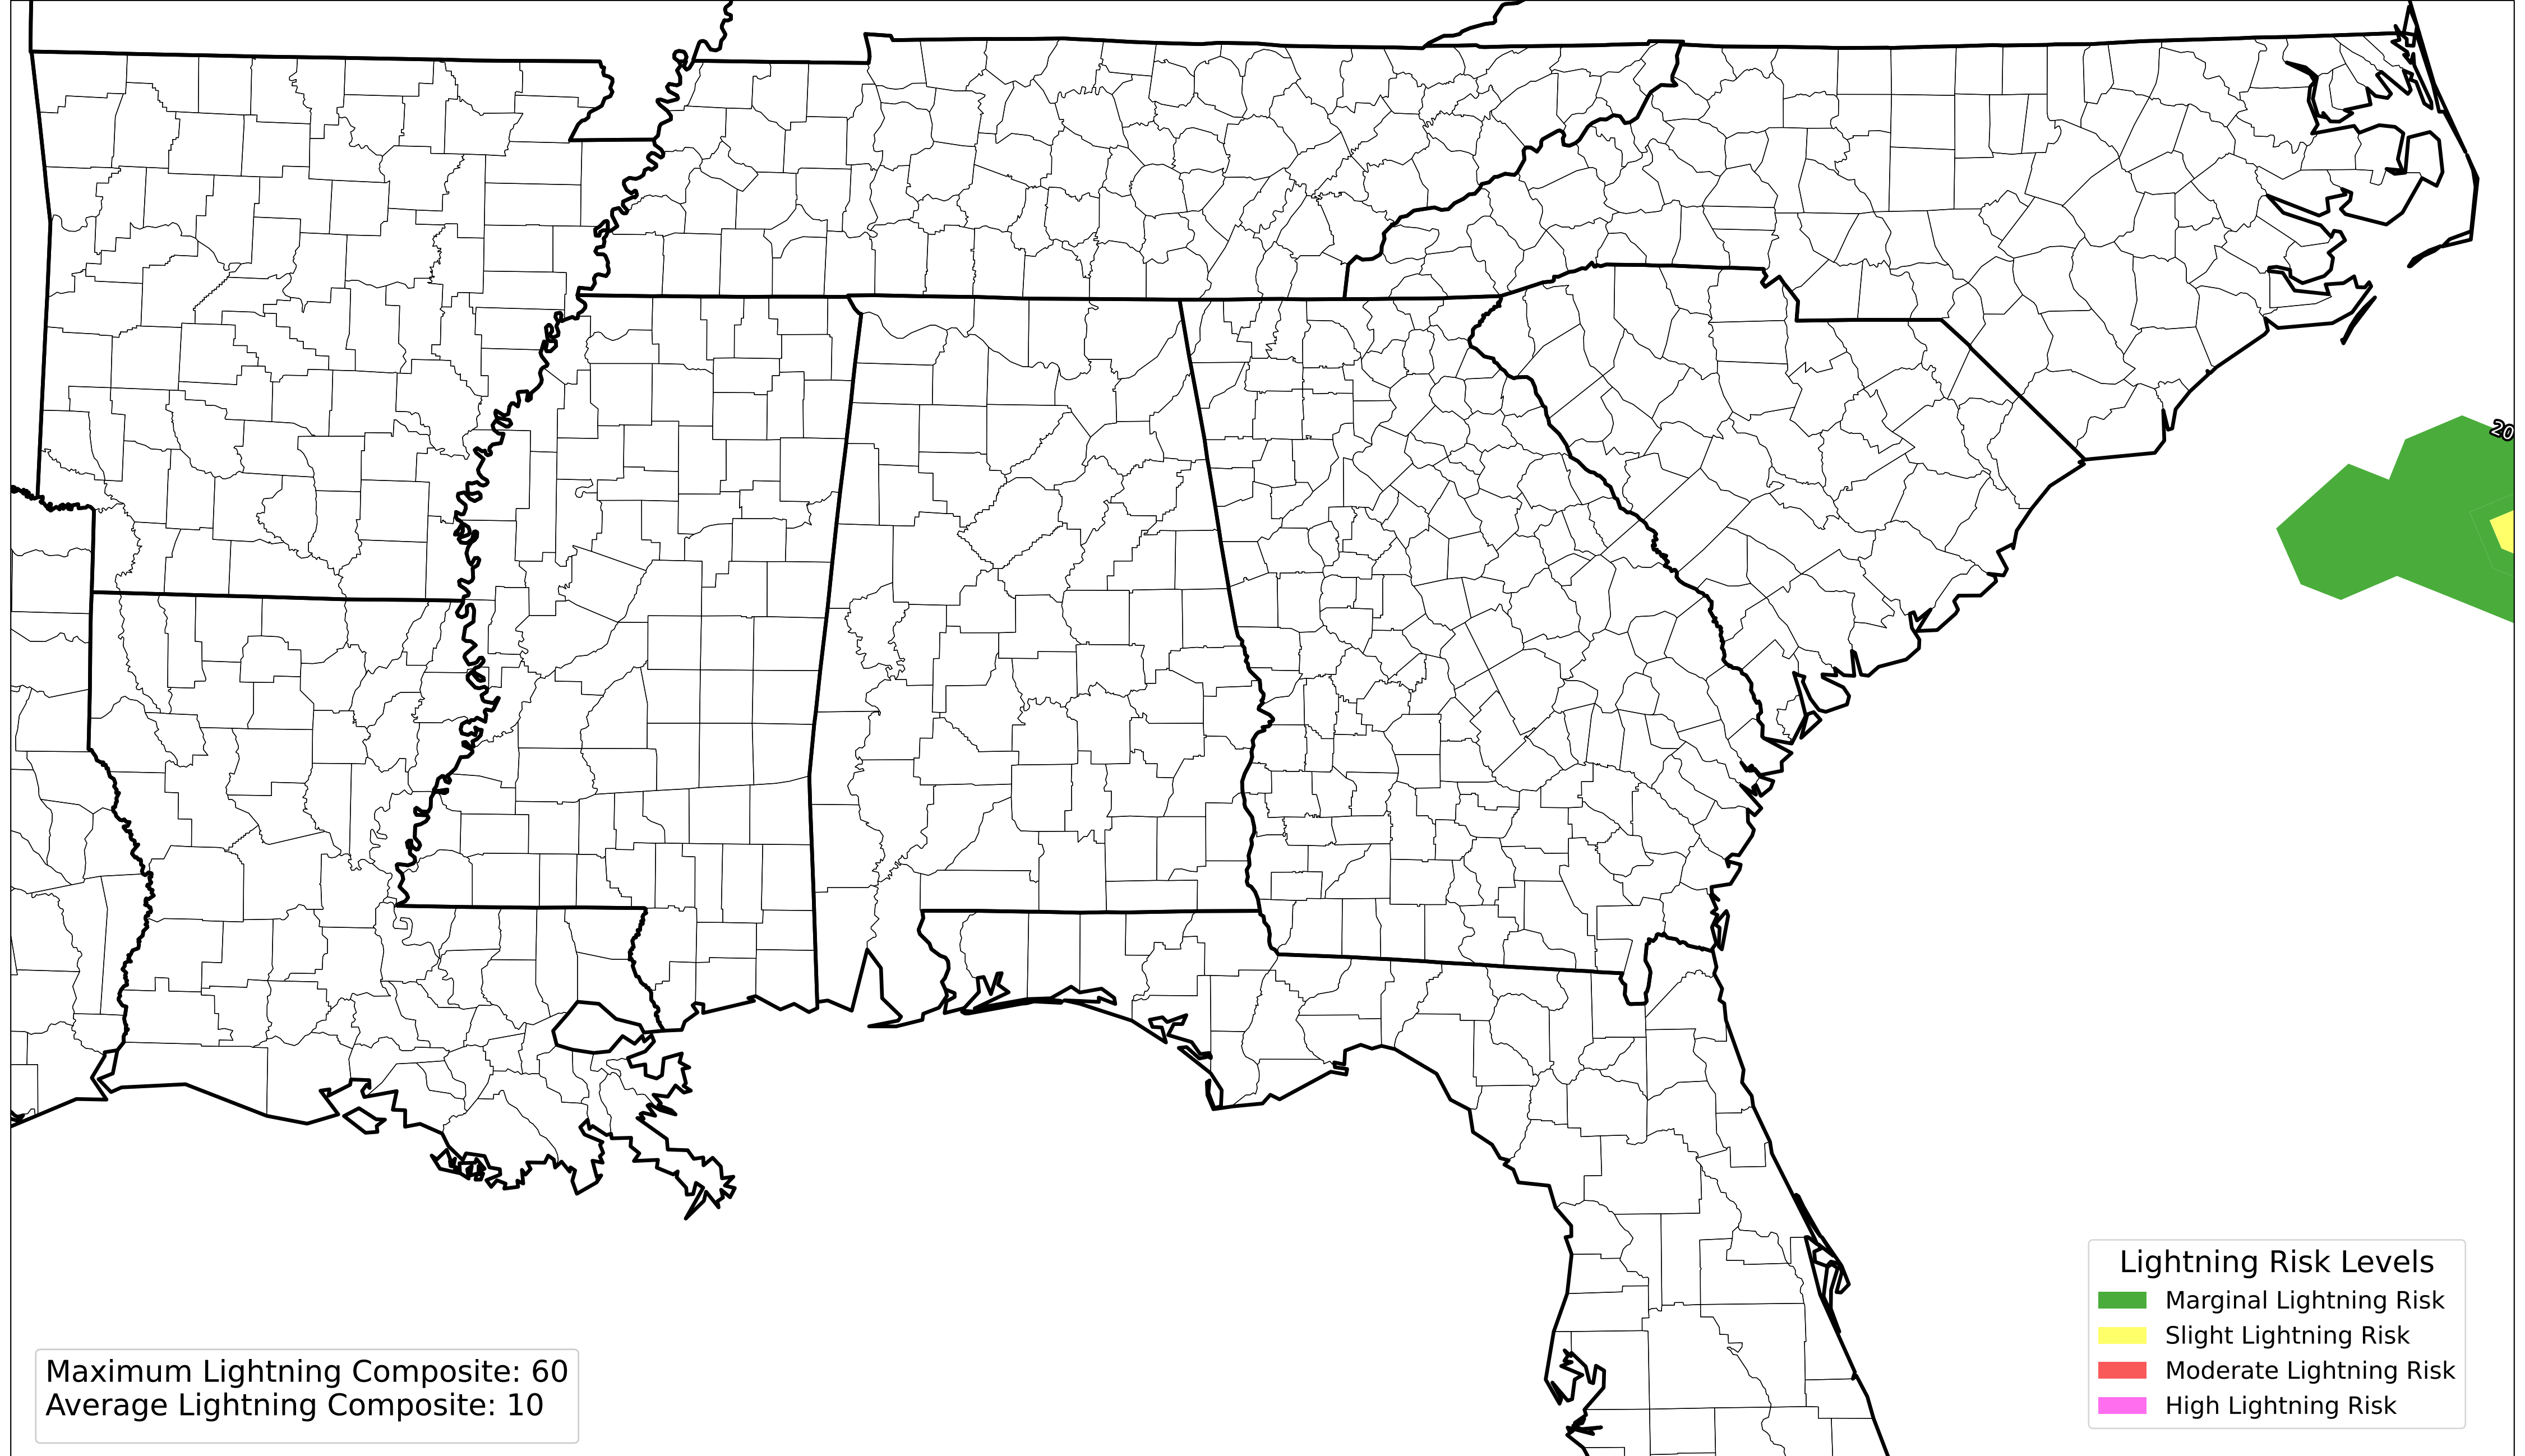 20
Lightning Risk Levels
Marginal Lightning Risk
Slight Lightning Risk
Moderate Lightning Risk
High Lightning Risk
Maximum Lightning Composite: 60
Average Lightning Composite: 10